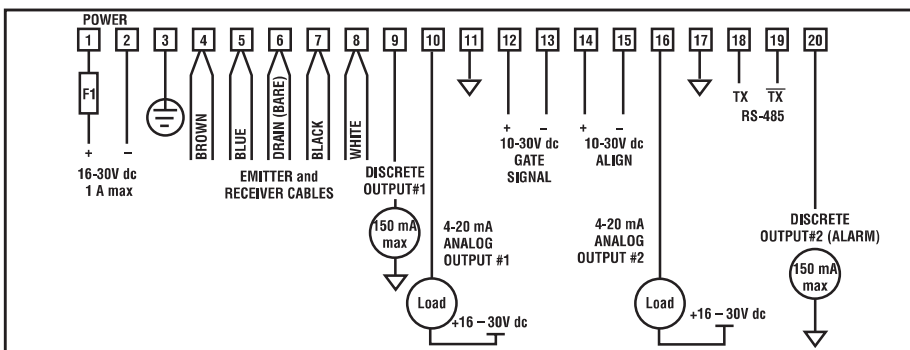 POWER
1 2 3 4 5 6 7 8 9 10 11 12 13 14 15 16 17 18 19 20
F1
+ −
16-30V dc
1 A max
BROWN
BLUE
DRAIN (BARE)
BLACK
WHITE
EMITTER and
RECEIVER CABLES
DISCRETE
OUTPUT#1
150 mA
max
4-20 mA
ANALOG
OUTPUT #1
Load
+16 – 30V dc
+ −
10-30V dc
GATE
SIGNAL
+ −
10-30V dc
ALIGN
4-20 mA
ANALOG
OUTPUT #2
Load
+16 – 30V dc
TX T̅X̅
RS-485
DISCRETE
OUTPUT#2 (ALARM)
150 mA
max